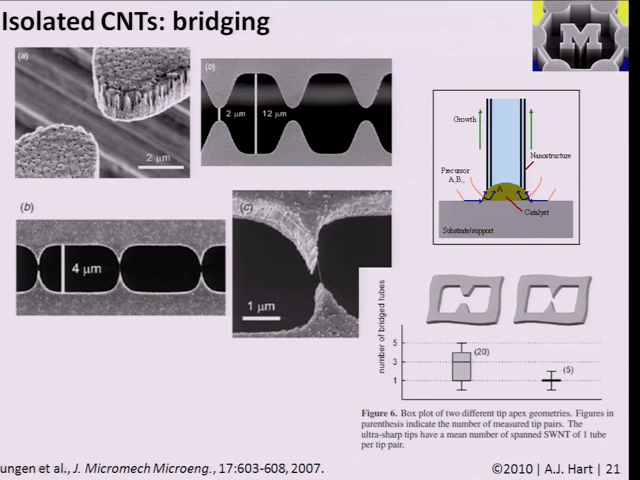 Isolated CNTs: bridging
M
(a)
2 μm
(b)
2 μm
12 μm
Growth
Nanostructure
Precursor
A,B,..
A
Catalyst
Substrate/support
(b)
4 μm
(c)
1 μm
number of bridged tubes
5
3
1
(20)
(5)
Figure 6. Box plot of two different tip apex geometries. Figures in
parenthesis indicate the number of measured tip pairs. The
ultra-sharp tips have a mean number of spanned SWNT of 1 tube
per tip pair.
ungen et al., J. Micromech Microeng., 17:603-608, 2007.
©2010 | A.J. Hart | 21